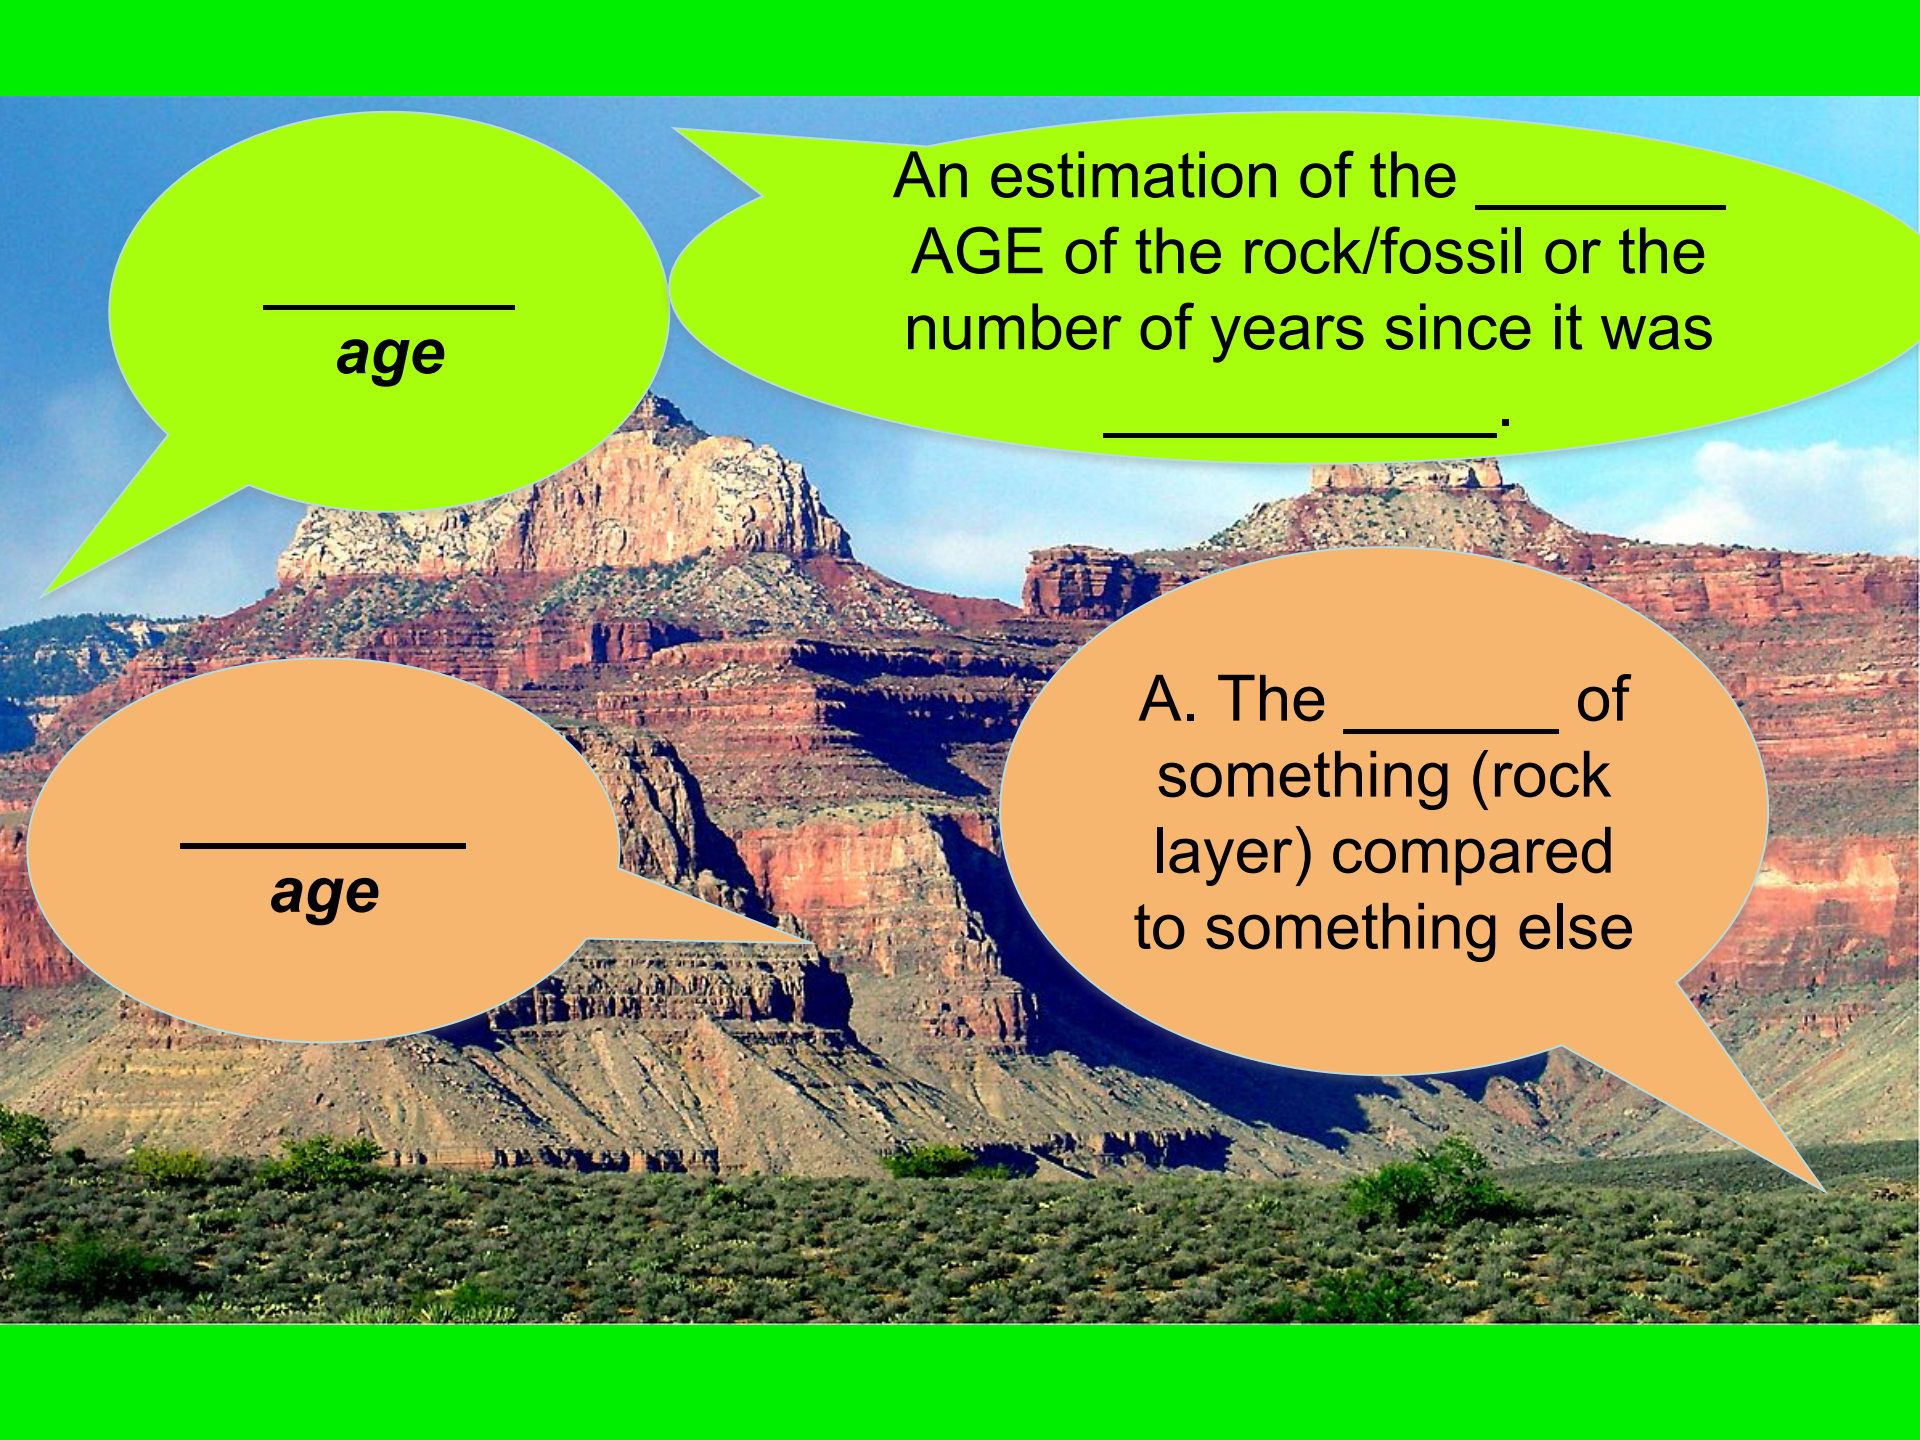 _______
age
An estimation of the _______
AGE of the rock/fossil or the
number of years since it was
___________.
________
age
A. The ______ of
something (rock
layer) compared
to something else